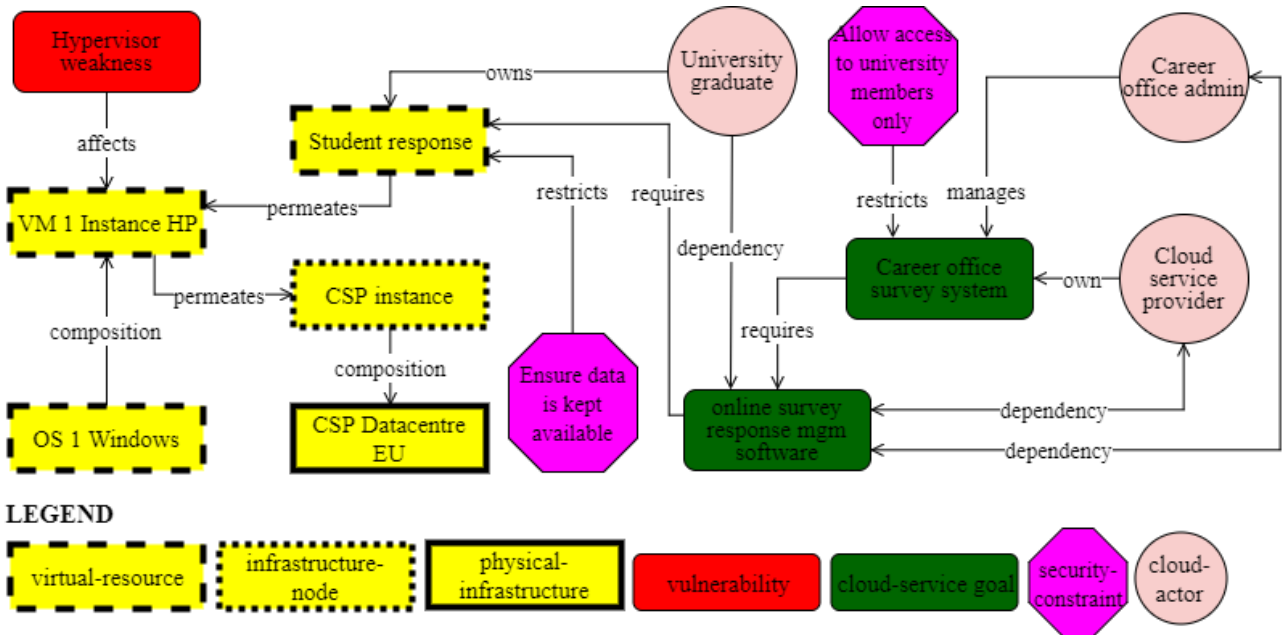 Hypervisor
weakness
affects
VM 1 Instance HP
composition
OS 1 Windows
owns
Student response
permeates
permeates
CSP instance
composition
CSP Datacentre
EU
restricts
Ensure data
is kept
available
requires
University
graduate
dependency
Allow access
to university
members
only
restricts
manages
Career
office admin
Career office
survey system
own
Cloud
service
provider
requires
online survey
response mgm
software
dependency
dependency
LEGEND
virtual-resource
infrastructure-
node
physical-
infrastructure
vulnerability
cloud-service goal
security-
constraint
cloud-
actor